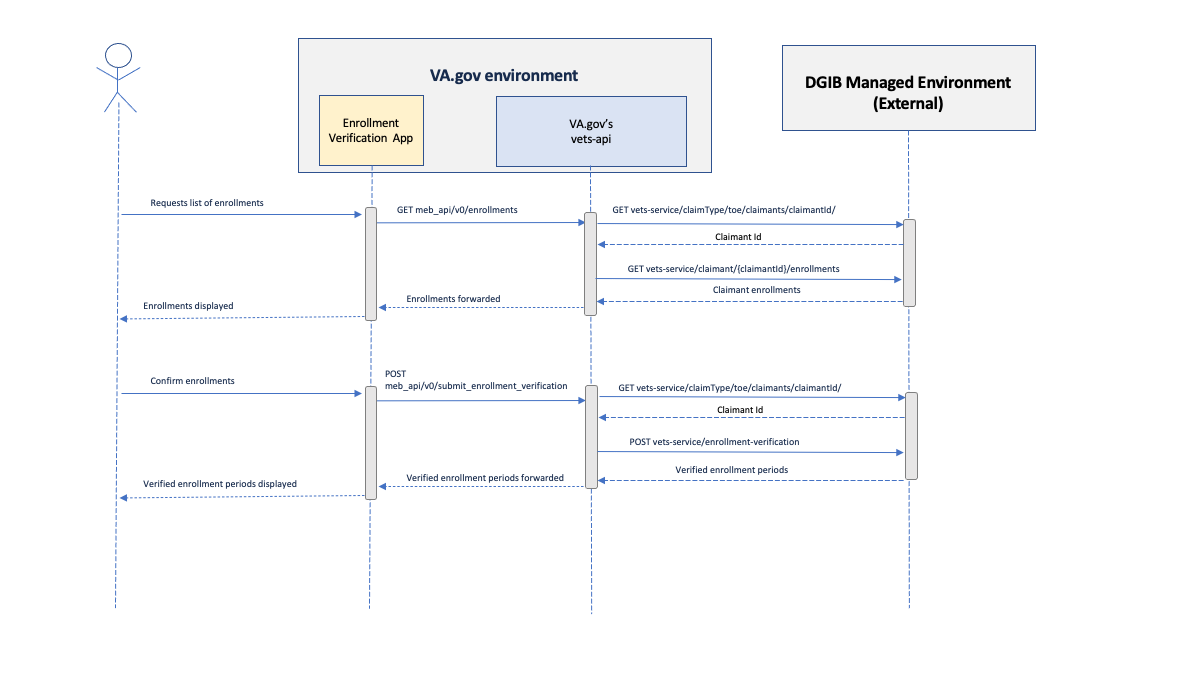 VA.gov environment
DGIB Managed Environment
(External)
Enrollment
Verification App
VA.gov's
vets-api
Requests list of enrollments
GET meb_api/v0/enrollments
GET vets-service/claimType/toe/claimants/claimantId/
Claimant Id
GET vets-service/claimant/{claimantId}/enrollments
Claimant enrollments
Enrollments forwarded
Enrollments displayed
Confirm enrollments
POST
meb_api/v0/submit_enrollment_verification
GET vets-service/claimType/toe/claimants/claimantId/
Claimant Id
POST vets-service/enrollment-verification
Verified enrollment periods
Verified enrollment periods forwarded
Verified enrollment periods displayed